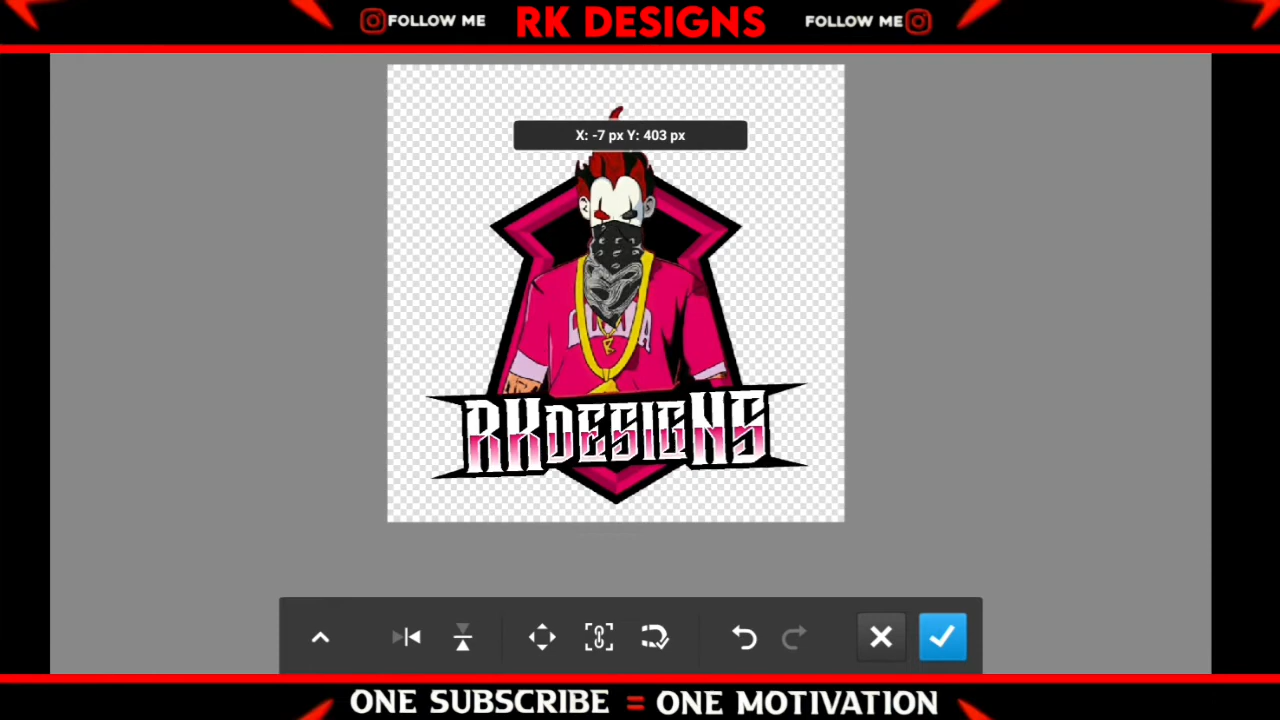 FOLLOW ME
RK DESIGNS
FOLLOW ME
X: -7 px Y: 403 px
RKDESIGNS
ONE SUBSCRIBE = ONE MOTIVATION